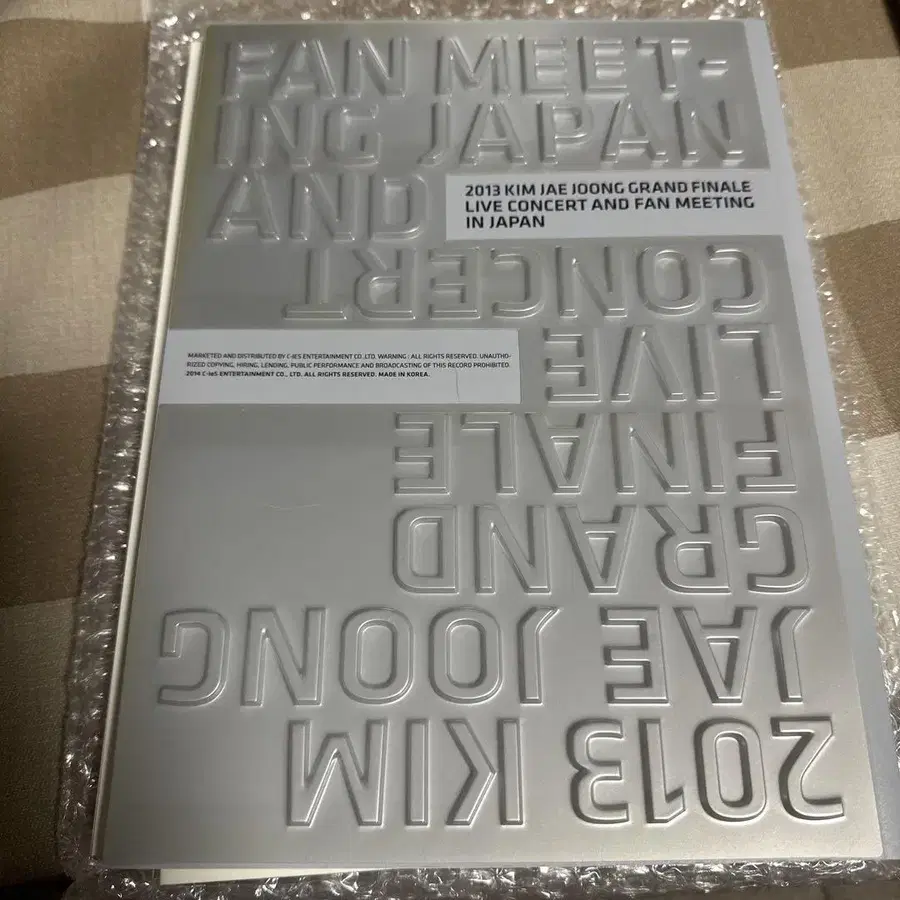 FAN MEET-
ING JAPAN
AND
2013 KIM JAE JOONG GRAND FINALE
LIVE CONCERT AND FAN MEETING
IN JAPAN
CONCERT
LIVE
MARKETED AND DISTRIBUTED BY C-JES ENTERTAINMENT CO.,LTD. WARNING : ALL RIGHTS RESERVED. UNAUTHO-
RIZED COPYING, HIRING, LENDING, PUBLIC PERFORMANCE AND BROADCASTING OF THIS RECORD PROHIBITED.
2014 C-JeS ENTERTAINMENT CO., LTD. ALL RIGHTS RESERVED. MADE IN KOREA.
FINALE
GRAND
JAE JOONG
2013 KIM